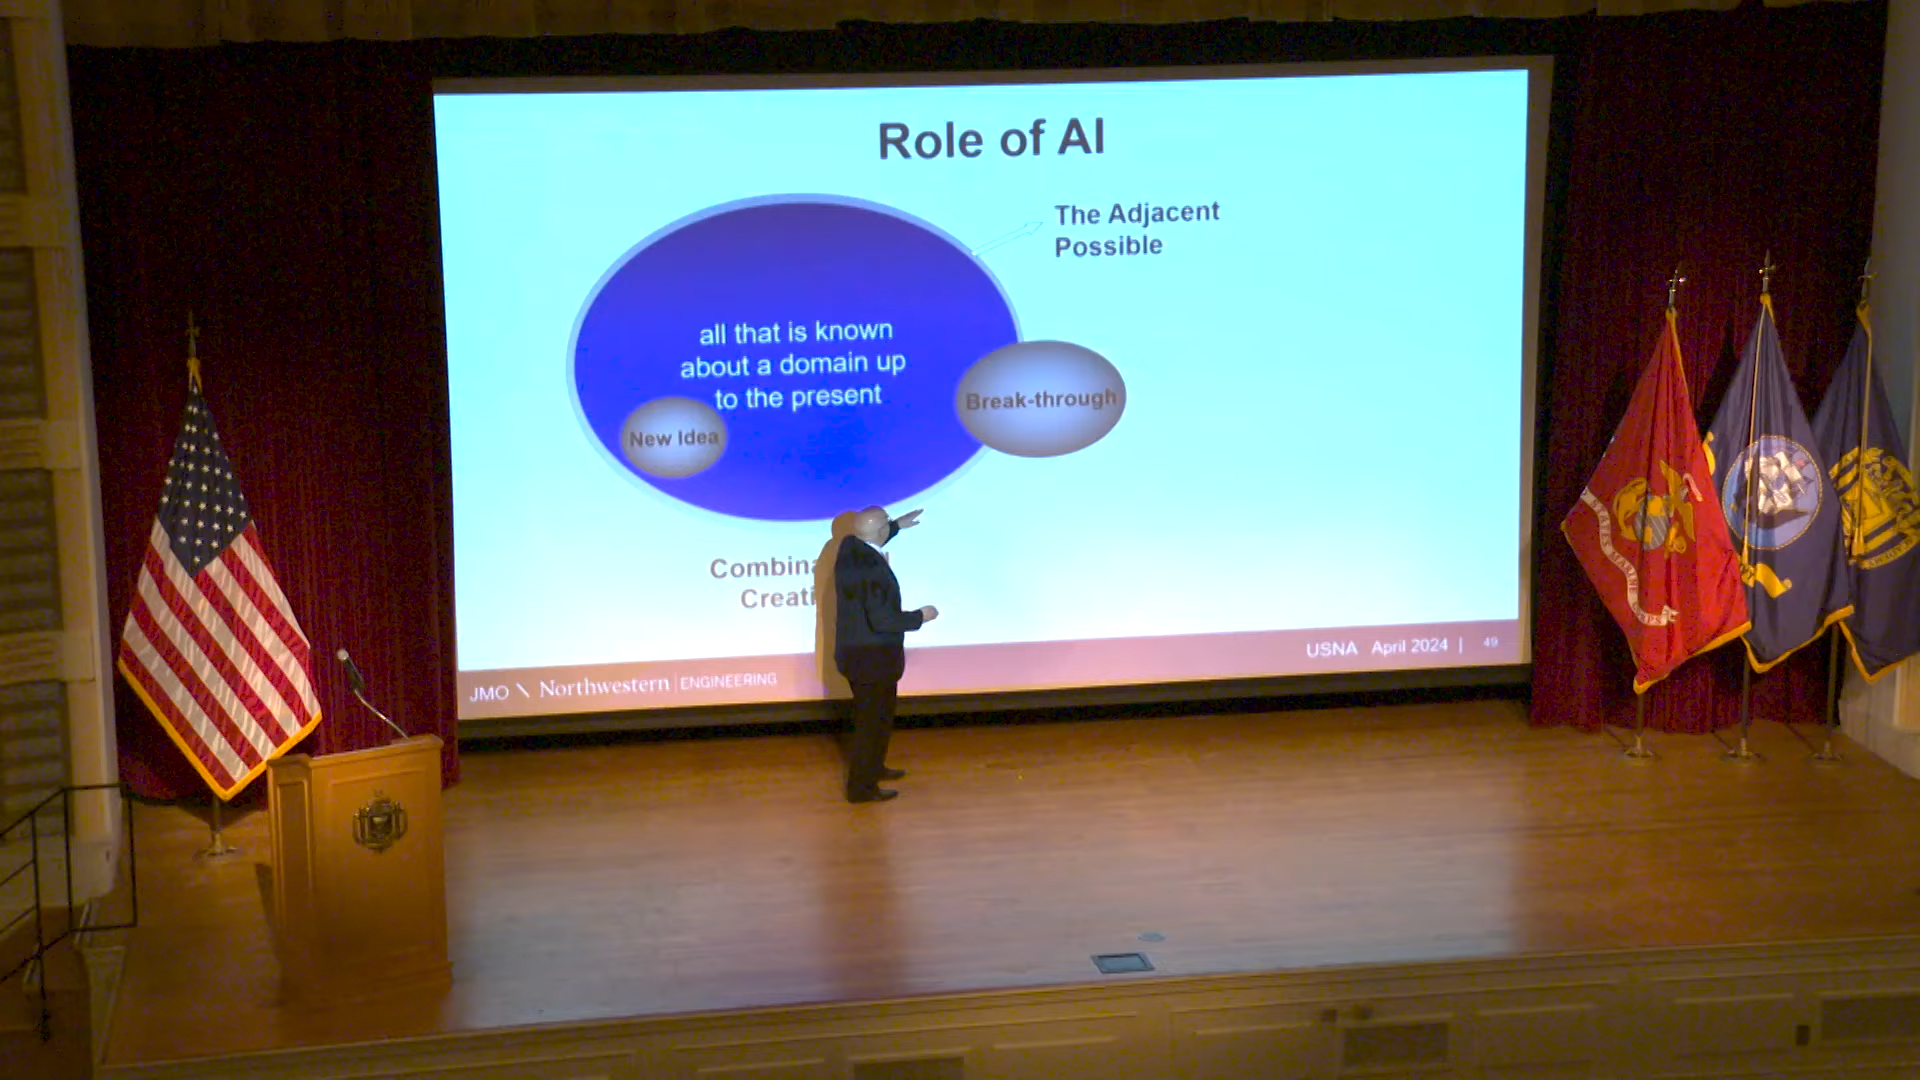 Role of AI
The Adjacent
Possible
all that is known
about a domain up
to the present
New Idea
Break-through
Combina
Creati
JMO \ Northwestern | ENGINEERING
USNA April 2024 | 49